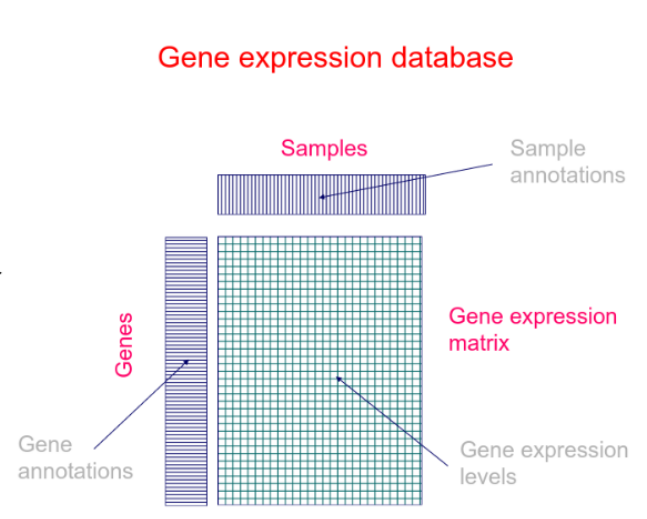 Gene expression database
Samples
Sample
annotations
Genes
Gene expression
matrix
Gene
annotations
Gene expression
levels